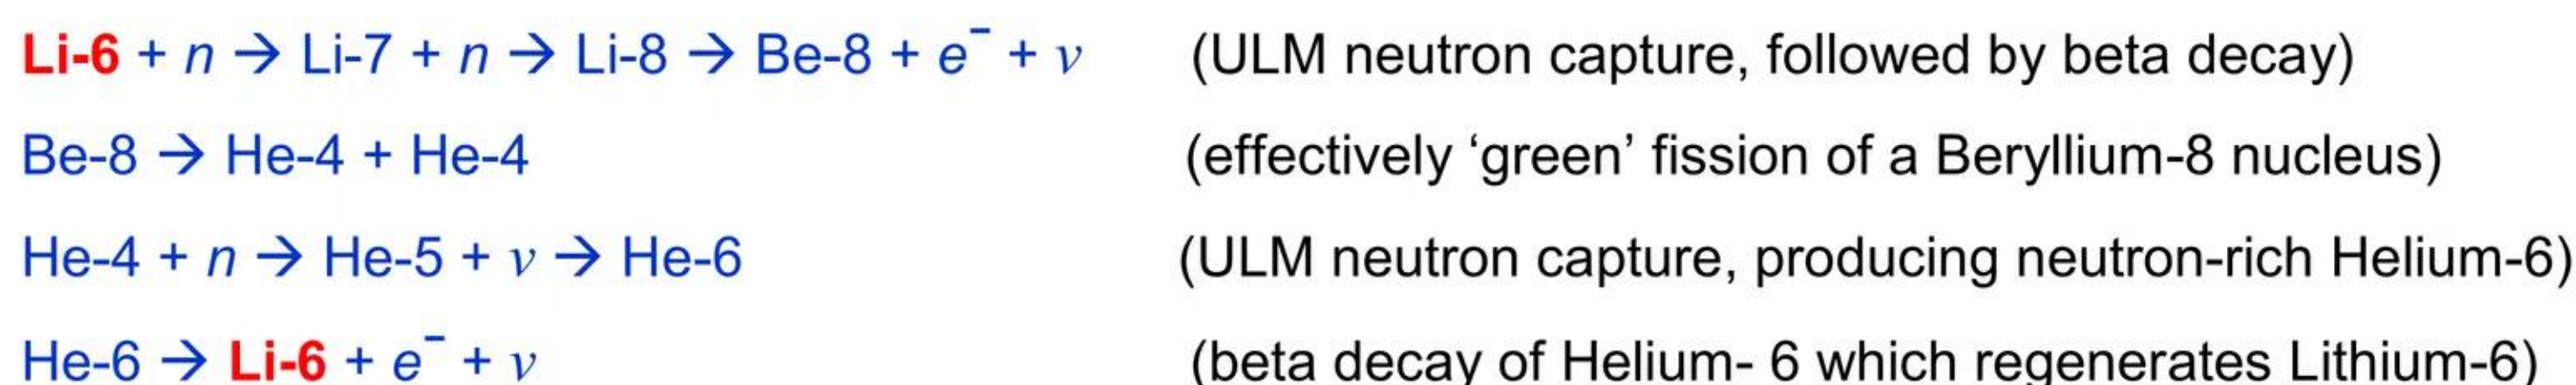 Li-6 + n → Li-7 + n → Li-8 → Be-8 + e⁻ + ν (ULM neutron capture, followed by beta decay)
Be-8 → He-4 + He-4 (effectively ‘green’ fission of a Beryllium-8 nucleus)
He-4 + n → He-5 + ν → He-6 (ULM neutron capture, producing neutron-rich Helium-6)
He-6 → Li-6 + e⁻ + ν (beta decay of Helium- 6 which regenerates Lithium-6)